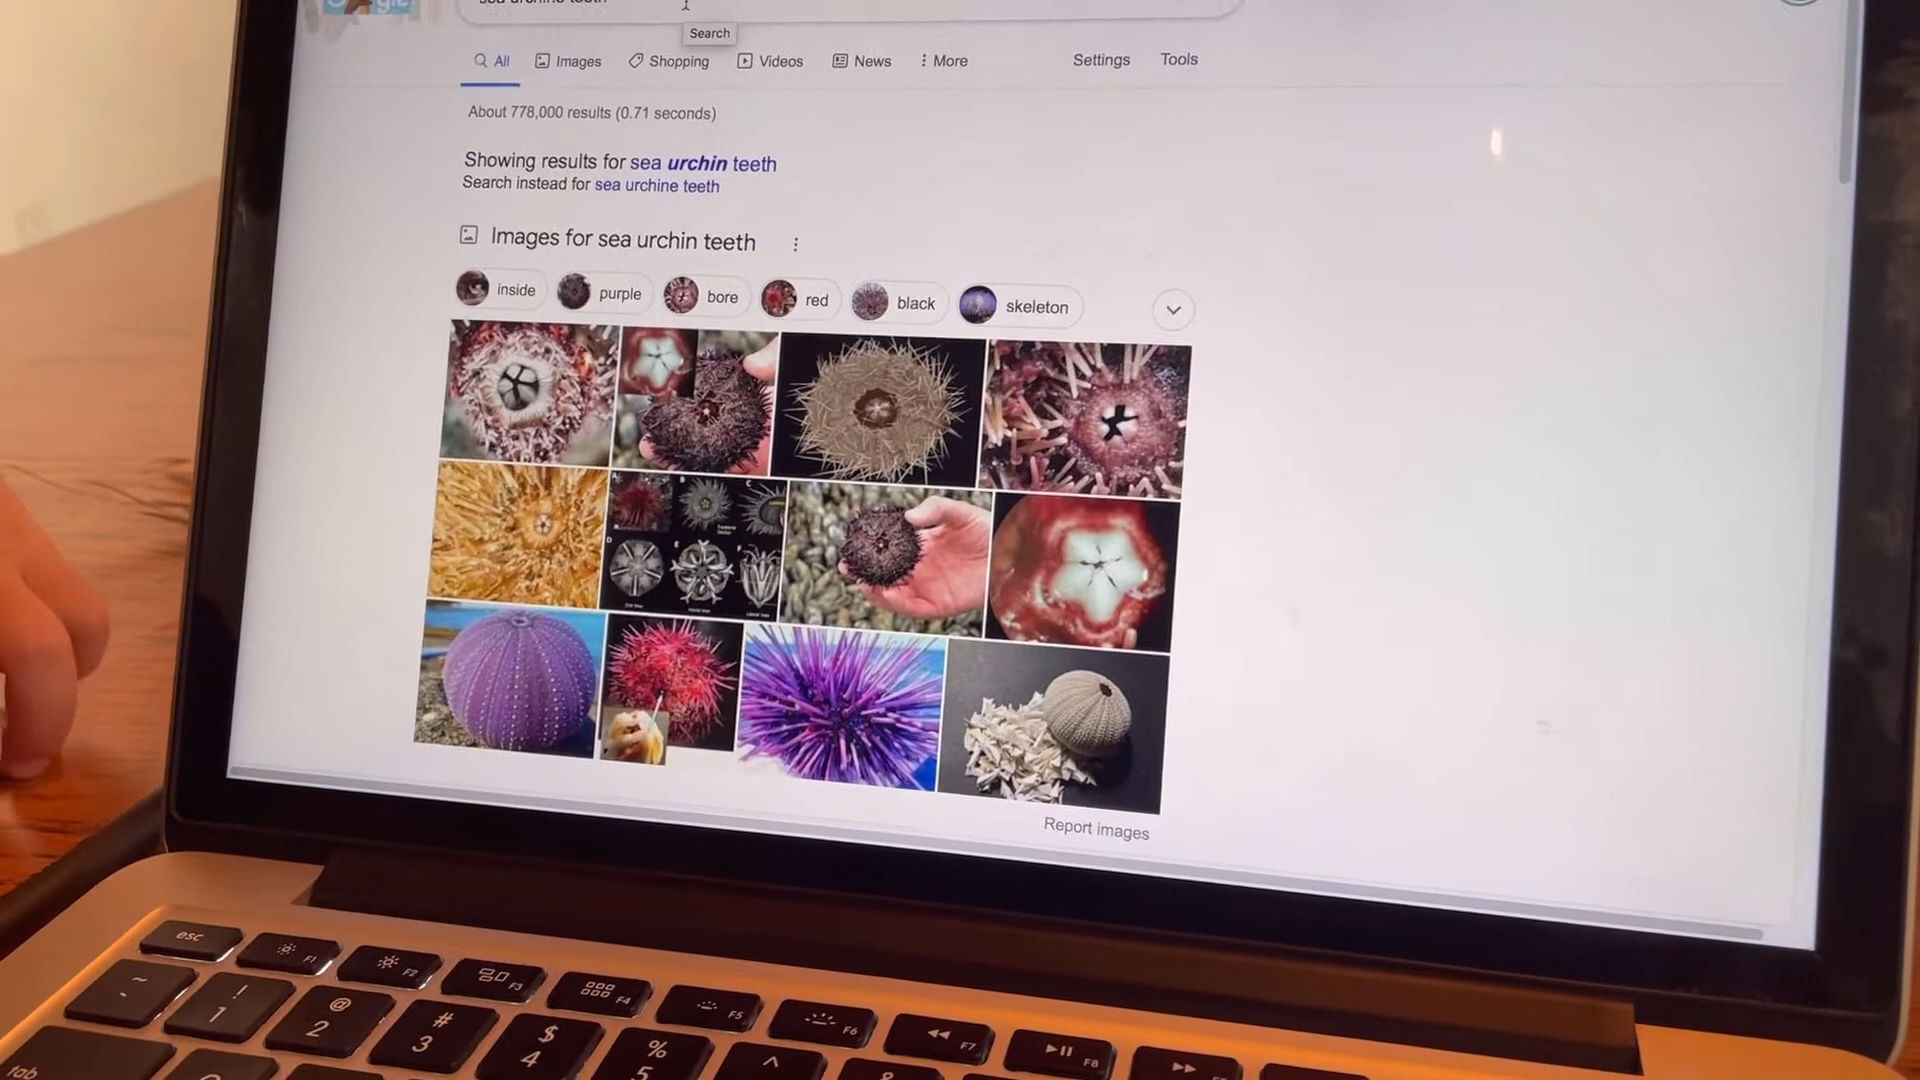 Search
All Images Shopping Videos News More Settings Tools
About 778,000 results (0.71 seconds)
Showing results for sea urchin teeth
Search instead for sea urchine teeth
Images for sea urchin teeth
inside purple bore red black skeleton
Report images
esc F1 F2 F3 F4 F5 F6 F7 F8
~ ! @ # $ % ^ &
1 2 3 4 5
tab